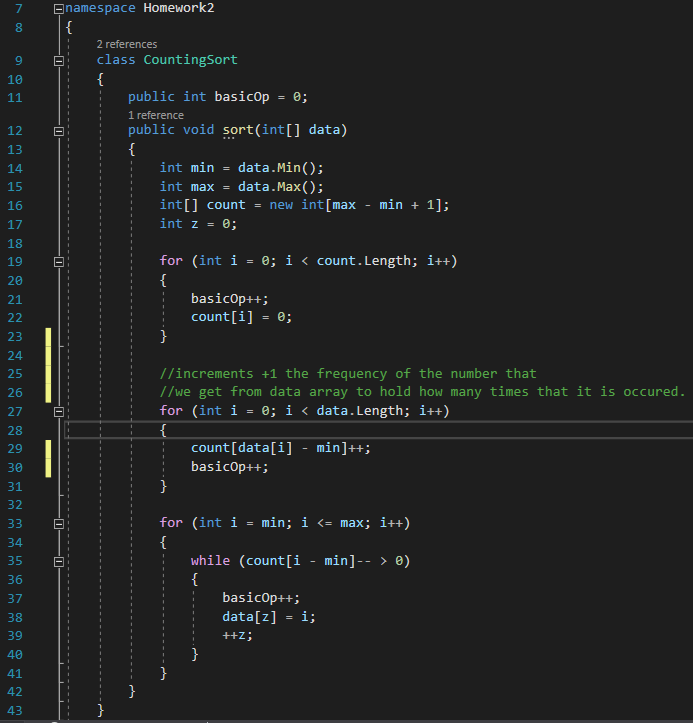 7 namespace Homework2
8 {
2 references
9 class CountingSort
10 {
11 public int basicOp = 0;
1 reference
12 public void sort(int[] data)
13 {
14 int min = data.Min();
15 int max = data.Max();
16 int[] count = new int[max - min + 1];
17 int z = 0;
18
19 for (int i = 0; i < count.Length; i++)
20 {
21 basicOp++;
22 count[i] = 0;
23 }
24
25 //increments +1 the frequency of the number that
26 //we get from data array to hold how many times that it is occured.
27 for (int i = 0; i < data.Length; i++)
28 {
29 count[data[i] - min]++;
30 basicOp++;
31 }
32
33 for (int i = min; i <= max; i++)
34 {
35 while (count[i - min]-- > 0)
36 {
37 basicOp++;
38 data[z] = i;
39 ++z;
40 }
41 }
42 }
43 }